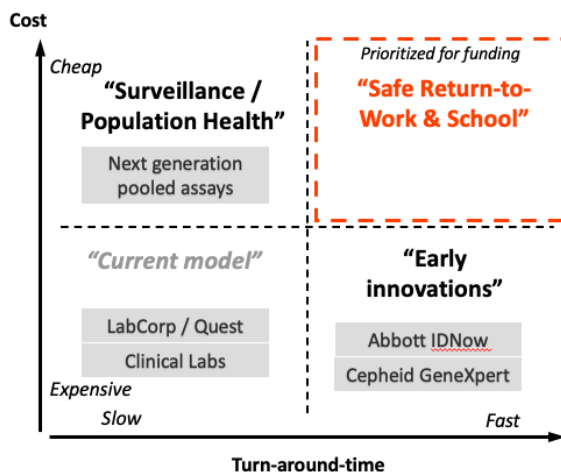 Cost
Cheap
Prioritized for funding
“Surveillance /
Population Health”
“Safe Return-to-
Work & School”
Next generation
pooled assays
“Current model”
“Early
innovations”
LabCorp / Quest
Clinical Labs
Abbott IDNow
Cepheid GeneXpert
Expensive
Slow
Fast
Turn-around-time